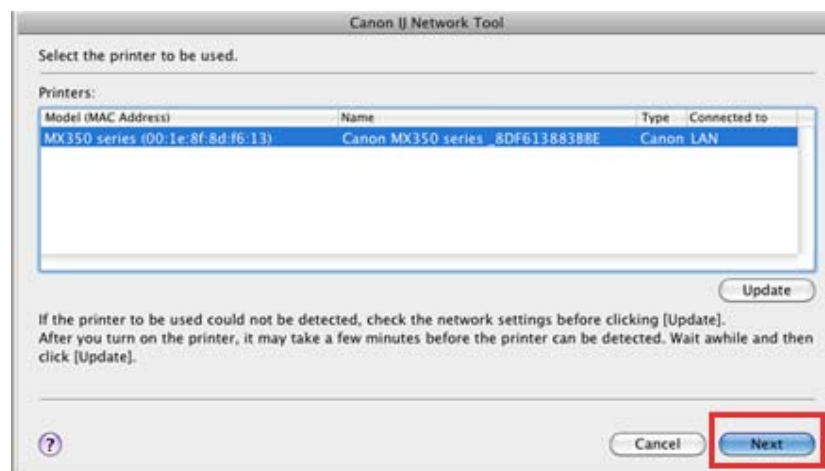 Canon IJ Network Tool
Select the printer to be used.
Printers:
Model (MAC Address) Name Type Connected to
MX350 series (00:1e:8f:8d:f6:13) Canon MX350 series _8DF613883B8E Canon LAN
Update
If the printer to be used could not be detected, check the network settings before clicking [Update].
After you turn on the printer, it may take a few minutes before the printer can be detected. Wait awhile and then
click [Update].
?
Cancel Next